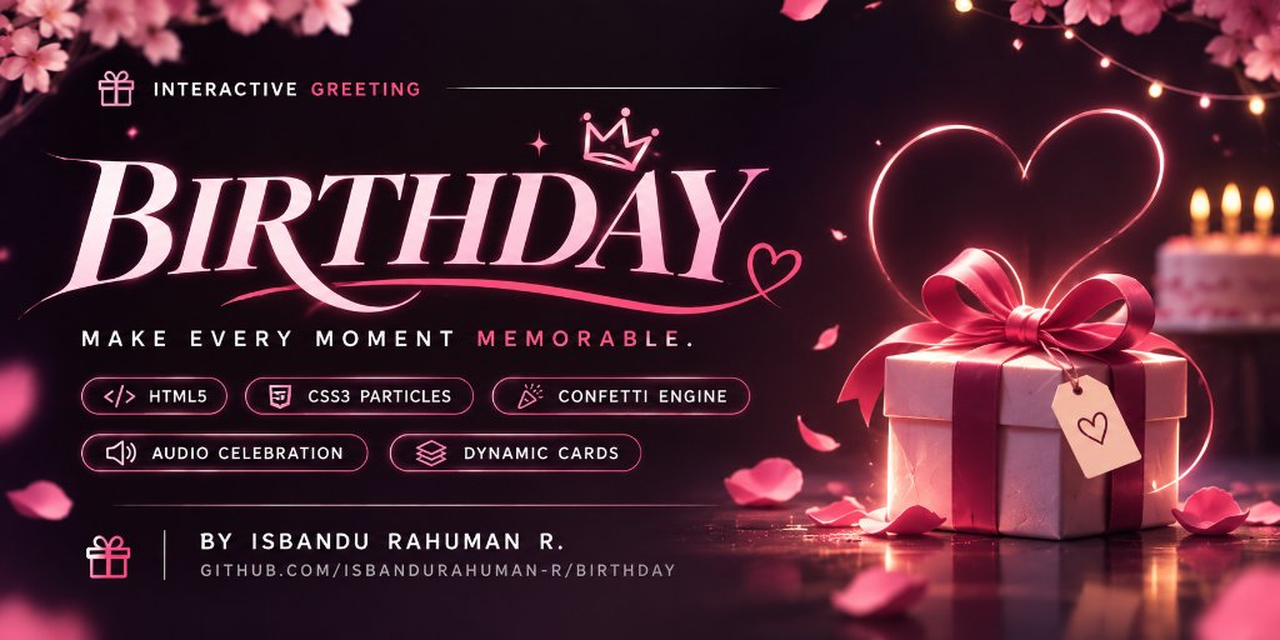 INTERACTIVE GREETING
BIRTHDAY
MAKE EVERY MOMENT MEMORABLE.
</> HTML5
CSS3 PARTICLES
CONFETTI ENGINE
AUDIO CELEBRATION
DYNAMIC CARDS
BY ISBANDU RAHUMAN R.
GITHUB.COM/ISBANDURAHUMAN-R/BIRTHDAY